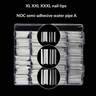 XL XXL XXXL nail tips
NOC semi-adhesive water pipe A